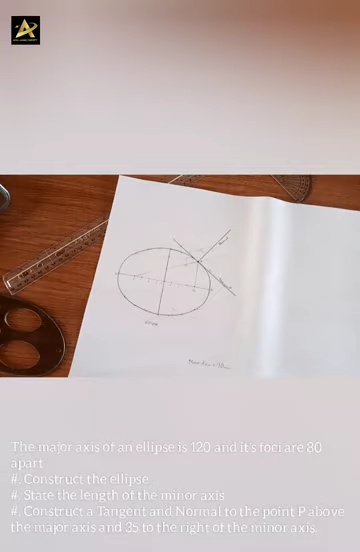 The major axis of an ellipse is 120 and it's foci are 80
apart
#. Construct the ellipse
#. State the length of the minor axis
#. Construct a Tangent and Normal to the point P above
the major axis and 35 to the right of the minor axis.